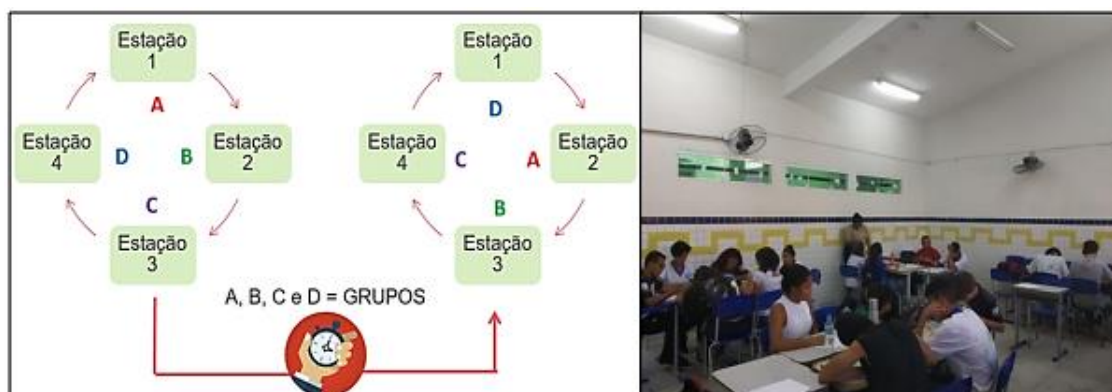 Estação
1
A
Estação
4
D
B
Estação
2
C
Estação
3
Estação
1
D
Estação
4
C
A
Estação
2
B
Estação
3
A, B, C e D = GRUPOS